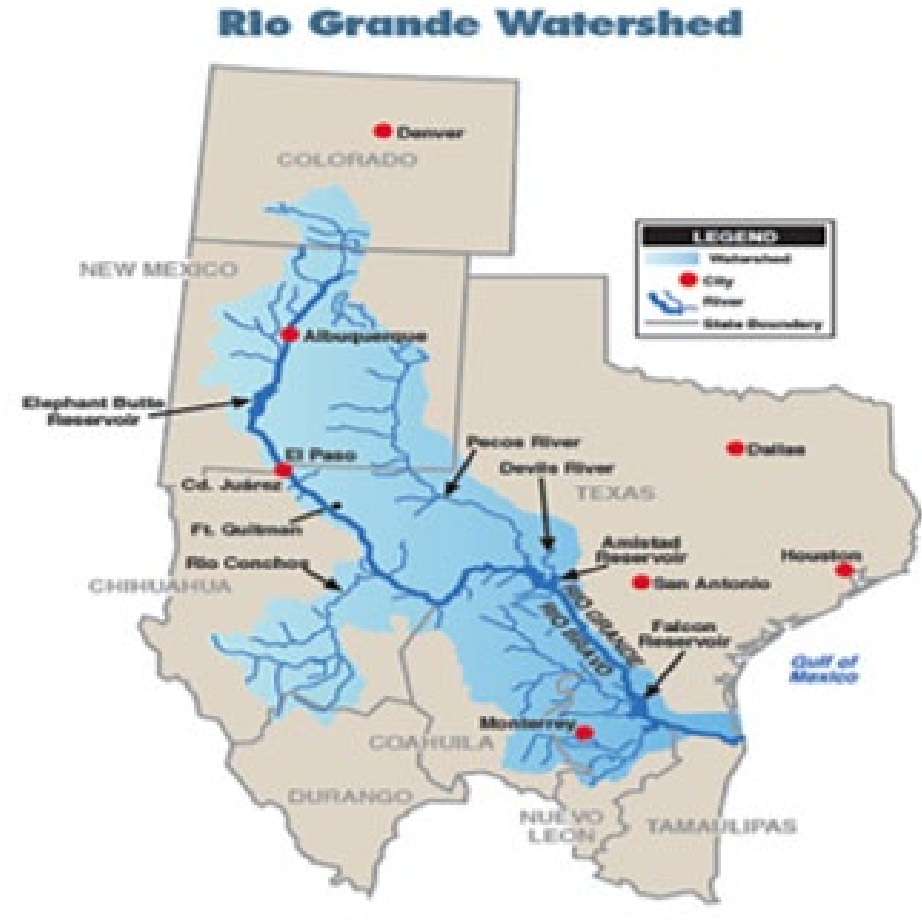 Rio Grande Watershed
Denver
COLORADO
LEGEND
Watershed
City
River
State Boundary
NEW MEXICO
Albuquerque
Elephant Butte
Reservoir
El Paso
Cd. Juárez
Pecos River
Devils River
Dallas
TEXAS
Ft. Quitman
Rio Conchos
Amistad
Reservoir
Houston
San Antonio
CHIHUAHUA
RIO GRANDE
RIO BRAVO
Falcon
Reservoir
Gulf of
Mexico
Monterrey
COAHUILA
DURANGO
NUEVO
LEON
TAMAULIPAS